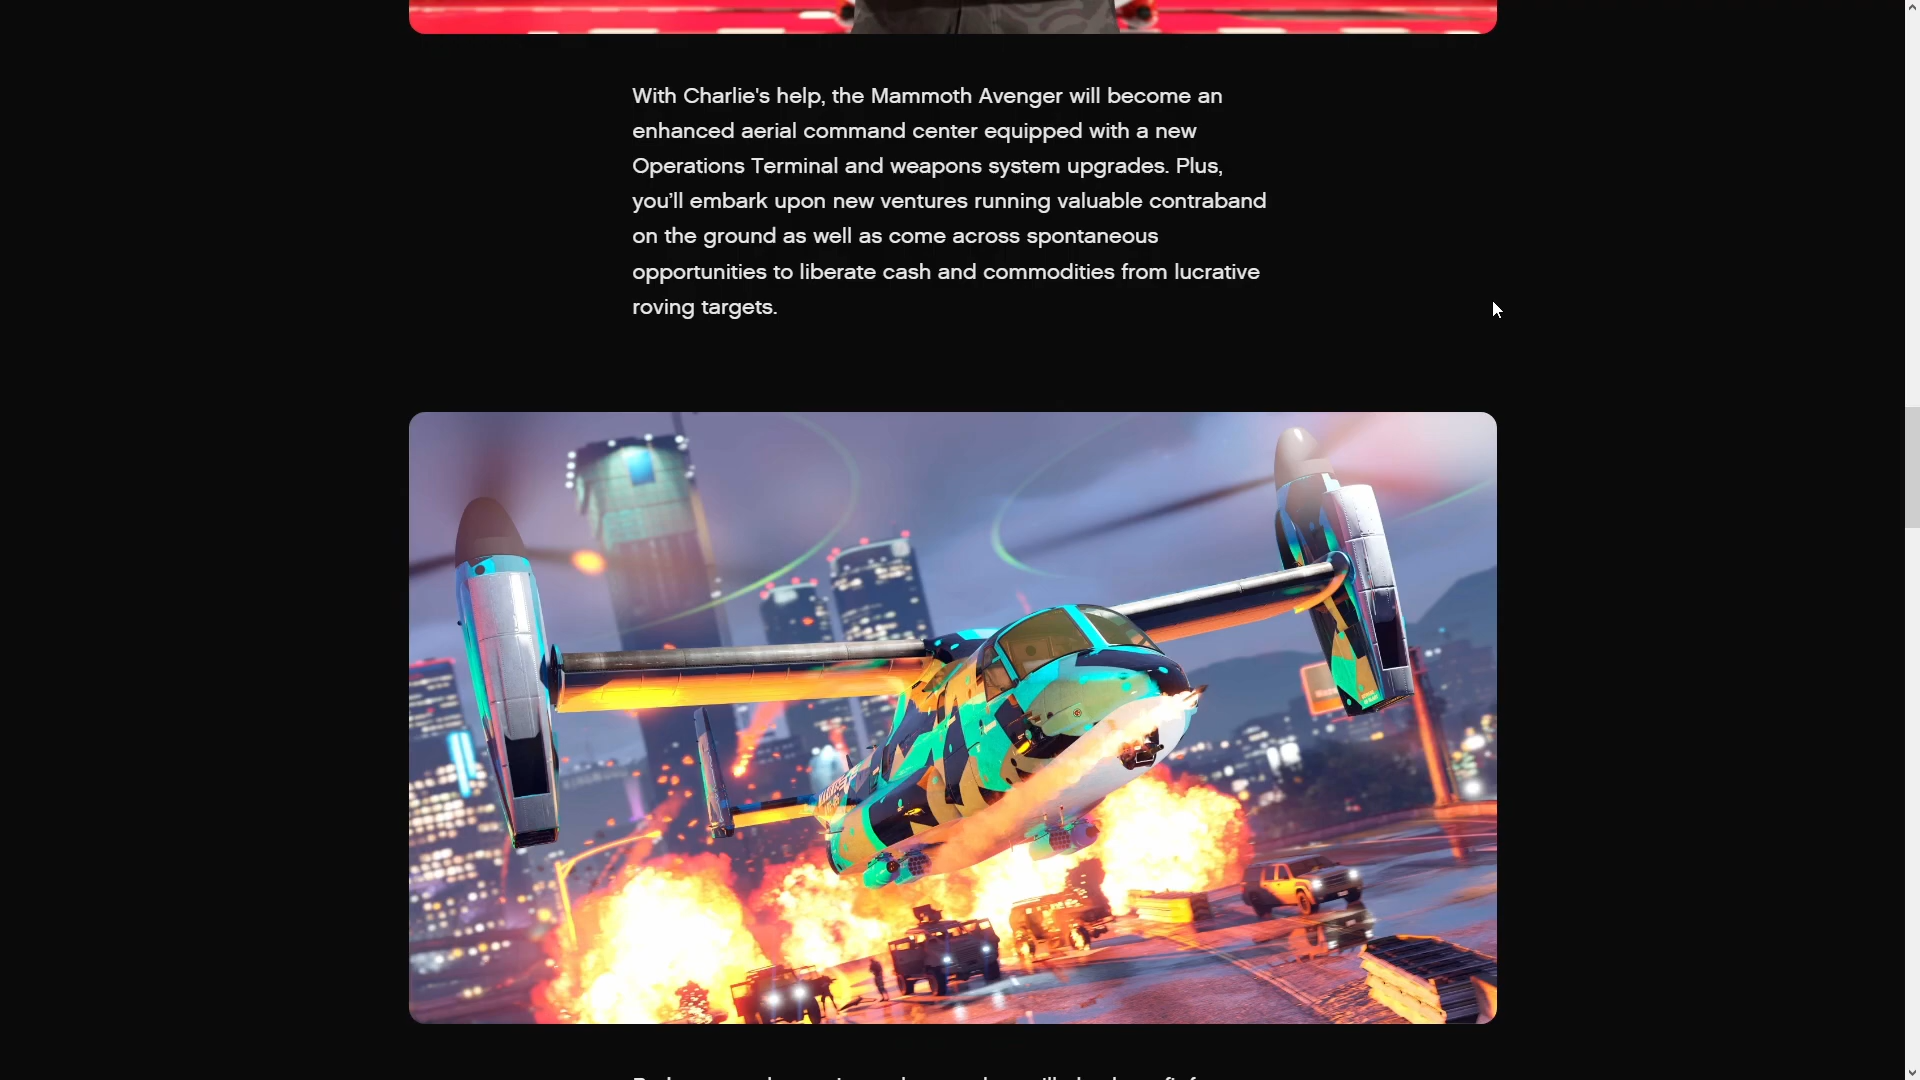 With Charlie's help, the Mammoth Avenger will become an
enhanced aerial command center equipped with a new
Operations Terminal and weapons system upgrades. Plus,
you’ll embark upon new ventures running valuable contraband
on the ground as well as come across spontaneous
opportunities to liberate cash and commodities from lucrative
roving targets.